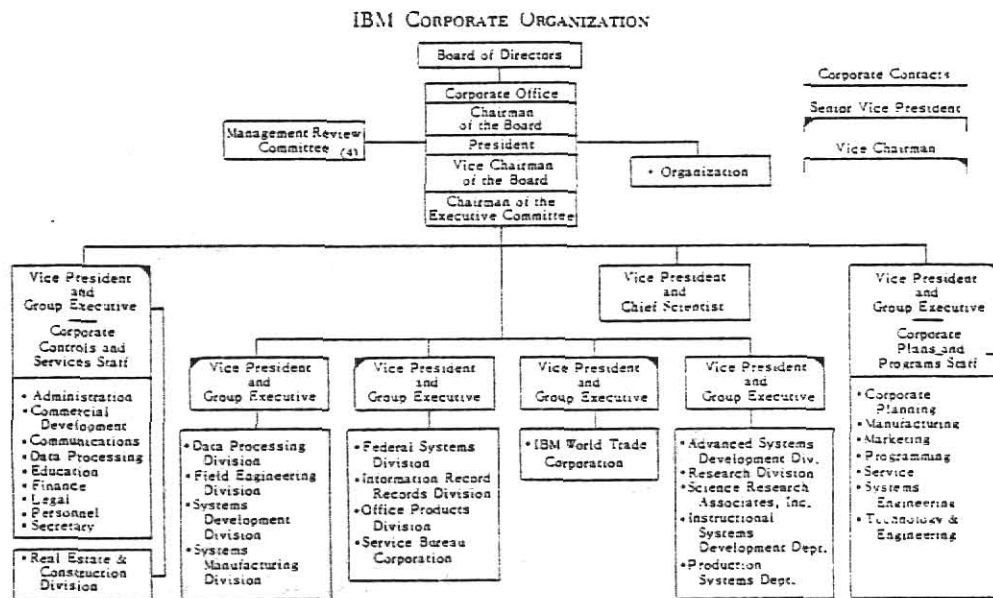 IBM CORPORATE ORGANIZATION
Board of Directors
Corporate Office
Chairman
of the Board
President
Vice Chairman
of the Board
Chairman of the
Executive Committee
Management Review
Committee (4)
• Organization
Corporate Contacts
Senior Vice President
Vice Chairman
Vice President
and
Group Executive
Corporate
Controls and
Services Staff
• Administration
• Commercial
Development
• Communications
• Data Processing
• Education
• Finance
• Legal
• Personnel
• Secretary
• Real Estate &
Construction
Division
Vice President
and
Group Executive
• Data Processing
Division
• Field Engineering
Division
• Systems
Development
Division
• Systems
Manufacturing
Division
Vice President
and
Group Executive
• Federal Systems
Division
• Information Record
Records Division
• Office Products
Division
• Service Bureau
Corporation
Vice President
and
Chief Scientist
Vice President
and
Group Executive
• IBM World Trade
Corporation
Vice President
and
Group Executive
• Advanced Systems
Development Div.
• Research Division
• Science Research
Associates, Inc.
• Instructional
Systems
Development Dept.
• Production
Systems Dept.
Vice President
and
Group Executive
Corporate
Plans and
Programs Staff
• Corporate
Planning
• Manufacturing
• Marketing
• Programming
• Service
• Systems
Engineering
• Technology &
Engineering